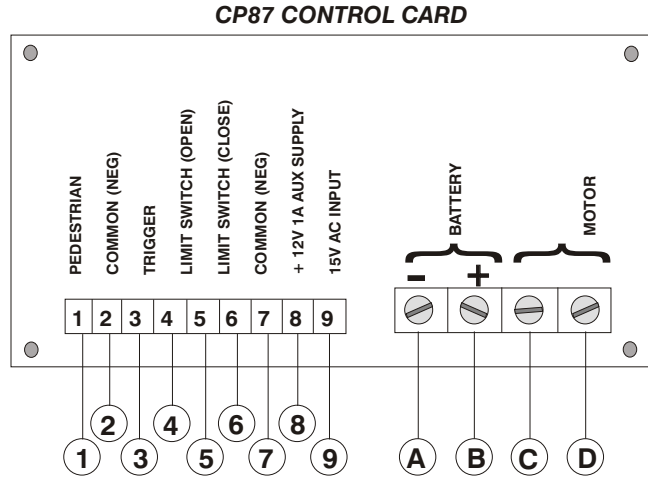 CP87 CONTROL CARD
PEDESTRIAN
COMMON (NEG)
TRIGGER
LIMIT SWITCH (OPEN)
LIMIT SWITCH (CLOSE)
COMMON (NEG)
+ 12V 1A AUX SUPPLY
15V AC INPUT
BATTERY
MOTOR
- +
1 2 3 4 5 6 7 8 9
2 4 6 8
1 3 5 7 9 A B C D